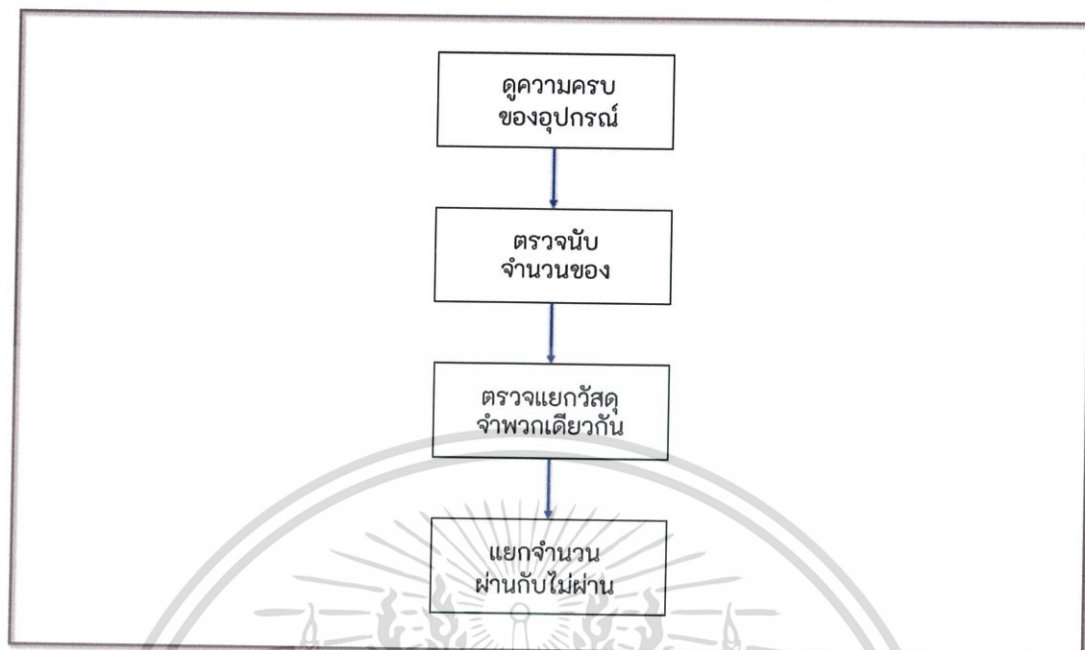 ดูความครบ
ของอุปกรณ์
ตรวจนับ
จำนวนของ
ตรวจแยกวัสดุ
จำพวกเดียวกัน
แยกจำนวน
ผ่านกับไม่ผ่าน